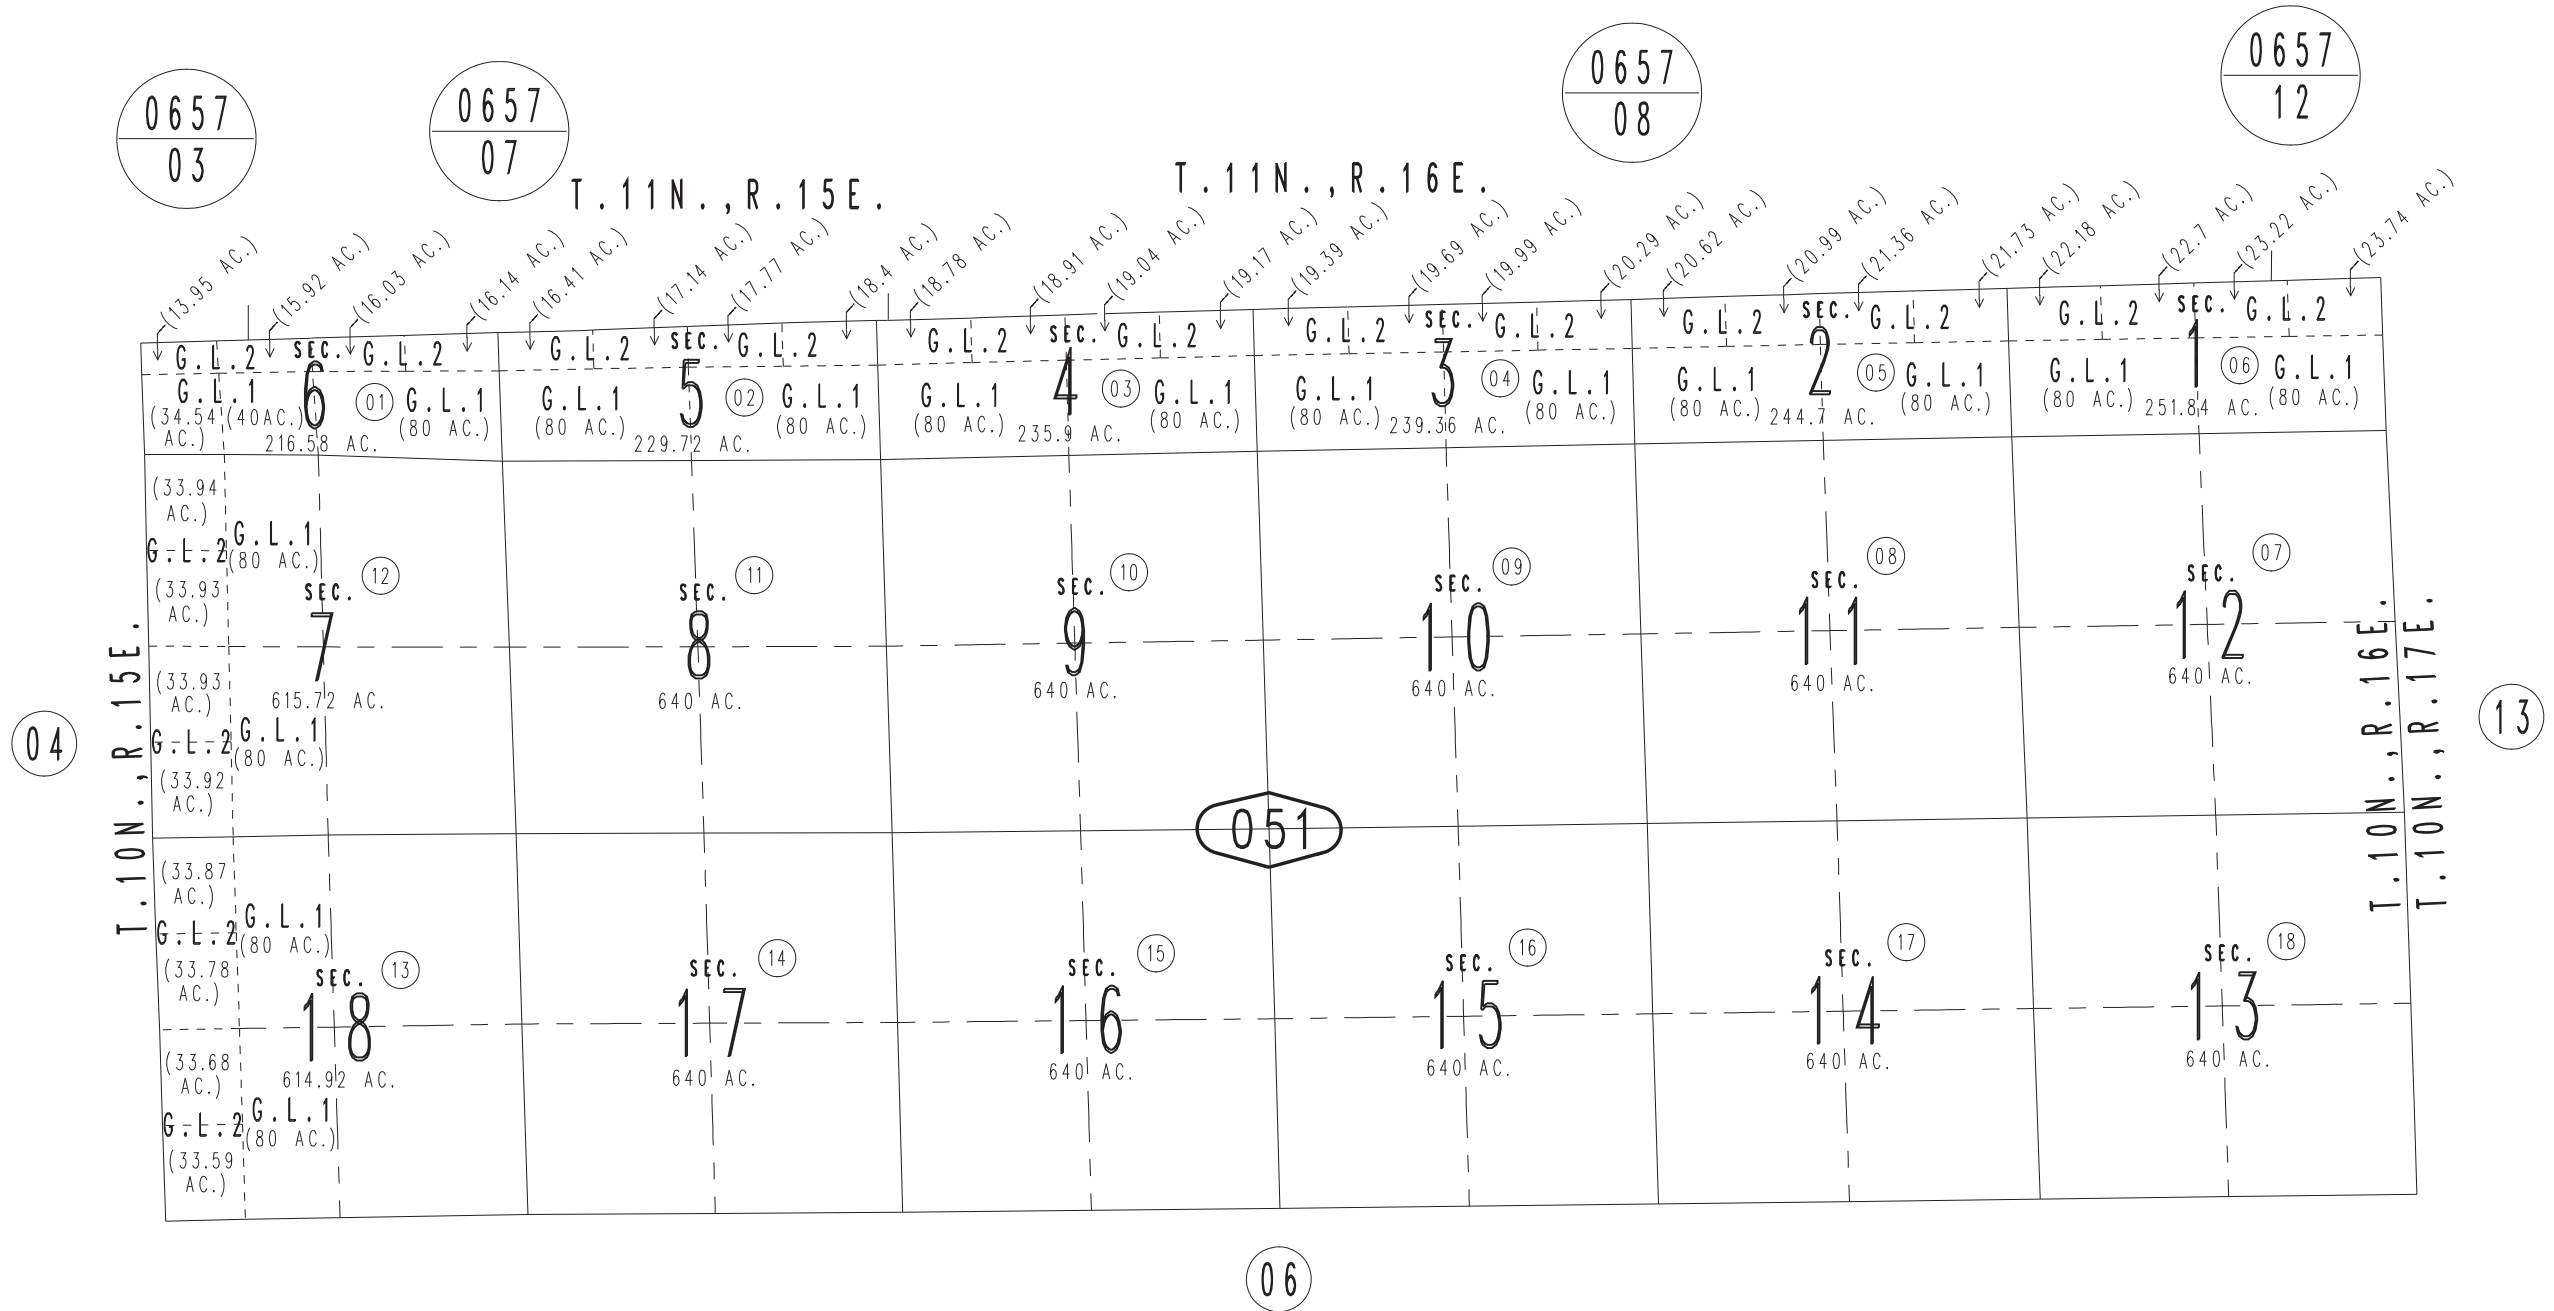 0657
03
0657
07
0657
08
0657
12
T.11N.,R.15E.
T.11N.,R.16E.
(13.95 AC.)
(15.92 AC.)
(16.03 AC.)
(16.14 AC.)
(16.41 AC.)
(17.14 AC.)
(17.77 AC.)
(18.4 AC.)
(18.78 AC.)
(18.91 AC.)
(19.04 AC.)
(19.17 AC.)
(19.39 AC.)
(19.69 AC.)
(19.99 AC.)
(20.29 AC.)
(20.62 AC.)
(20.99 AC.)
(21.36 AC.)
(21.73 AC.)
(22.18 AC.)
(22.7 AC.)
(23.22 AC.)
(23.74 AC.)
G.L.2
SEC.
6
G.L.2
G.L.1
(34.54 AC.)
(40AC.)
01
G.L.1
(80 AC.)
216.58 AC.
G.L.2
SEC.
5
G.L.2
G.L.1
(80 AC.)
02
G.L.1
(80 AC.)
229.72 AC.
G.L.2
SEC.
4
G.L.2
G.L.1
(80 AC.)
03
G.L.1
(80 AC.)
235.9 AC.
G.L.2
SEC.
3
G.L.2
G.L.1
(80 AC.)
04
G.L.1
(80 AC.)
239.36 AC.
G.L.2
SEC.
2
G.L.2
G.L.1
(80 AC.)
05
G.L.1
(80 AC.)
244.7 AC.
G.L.2
SEC.
1
G.L.2
G.L.1
(80 AC.)
06
G.L.1
(80 AC.)
251.84 AC.
(33.94
AC.)
G.L.2
G.L.1
(80 AC.)
(33.93
AC.)
SEC.
12
7
615.72 AC.
(33.93
AC.)
G.L.2
G.L.1
(80 AC.)
(33.92
AC.)
SEC.
11
8
640 AC.
SEC.
10
9
640 AC.
SEC.
09
10
640 AC.
SEC.
08
11
640 AC.
SEC.
07
12
640 AC.
04
T.10N.,R.15E.
T.10N.,R.16E.
T.10N.,R.17E.
13
051
(33.87
AC.)
G.L.2
G.L.1
(80 AC.)
(33.78
AC.)
SEC.
13
18
614.92 AC.
(33.68
AC.)
G.L.2
G.L.1
(80 AC.)
(33.59
AC.)
SEC.
14
17
640 AC.
SEC.
15
16
640 AC.
SEC.
16
15
640 AC.
SEC.
17
14
640 AC.
SEC.
18
13
640 AC.
06